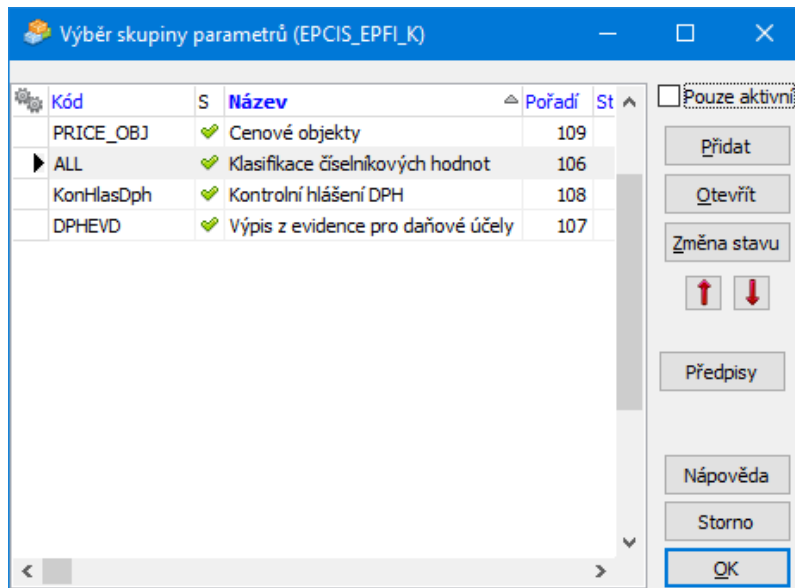 Výběr skupiny parametrů (EPCIS_EPFI_K)
Kód S Název Pořadí St
PRICE_OBJ Cenové objekty 109
ALL Klasifikace číselníkových hodnot 106
KonHlasDph Kontrolní hlášení DPH 108
DPHEVD Výpis z evidence pro daňové účely 107
Pouze aktivní
Přidat
Otevřít
Změna stavu
Předpisy
Nápověda
Storno
OK